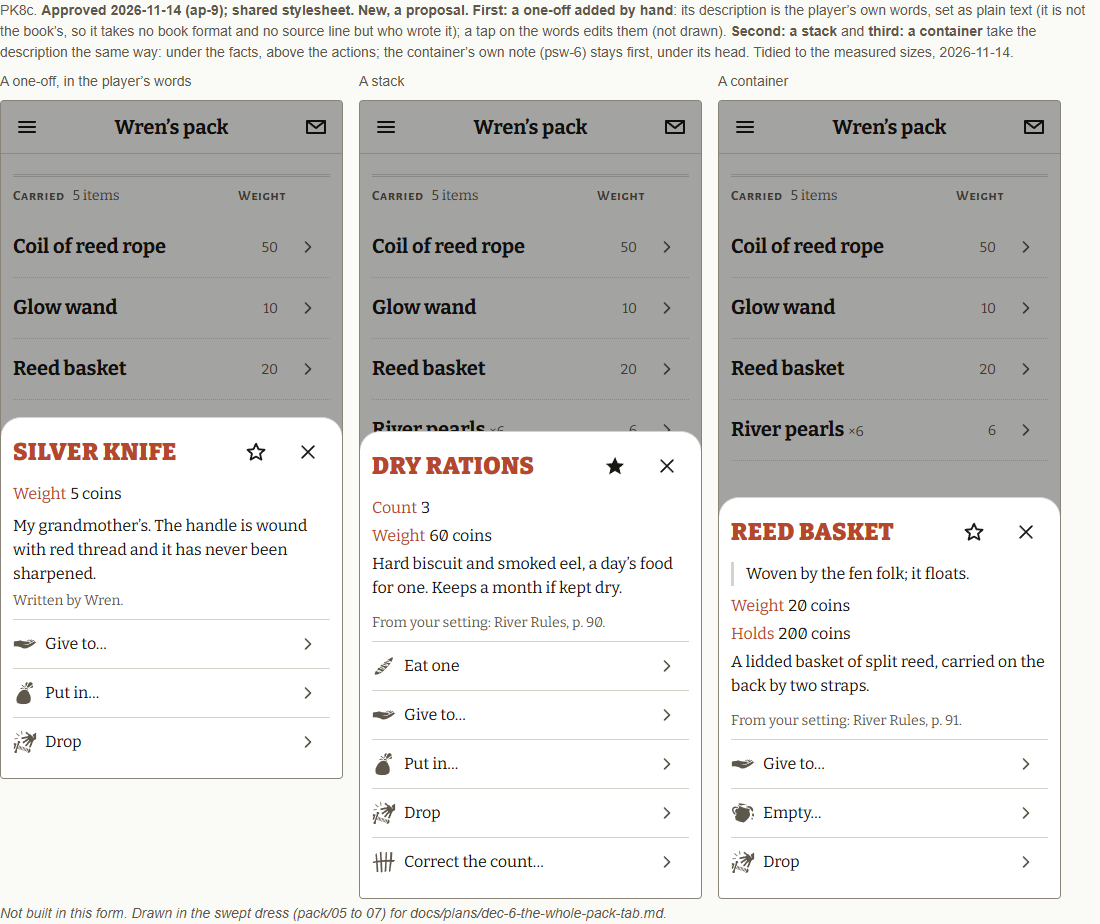 PK8c. Approved 2026-11-14 (ap-9); shared stylesheet. New, a proposal. First: a one-off added by hand: its description is the player's own words, set as plain text (it is not
the book's, so it takes no book format and no source line but who wrote it); a tap on the words edits them (not drawn). Second: a stack and third: a container take the
description the same way: under the facts, above the actions; the container's own note (psw-6) stays first, under its head. Tidied to the measured sizes, 2026-11-14.
A one-off, in the player's words
Wren's pack
CARRIED 5 items WEIGHT
Coil of reed rope 50
Glow wand 10
Reed basket 20
SILVER KNIFE
Weight 5 coins
My grandmother's. The handle is wound
with red thread and it has never been
sharpened.
Written by Wren.
Give to...
Put in...
Drop
A stack
Wren's pack
CARRIED 5 items WEIGHT
Coil of reed rope 50
Glow wand 10
Reed basket 20
River pearls ×6 6
DRY RATIONS
Count 3
Weight 60 coins
Hard biscuit and smoked eel, a day's food
for one. Keeps a month if kept dry.
From your setting: River Rules, p. 90.
Eat one
Give to...
Put in...
Drop
Correct the count...
A container
Wren's pack
CARRIED 5 items WEIGHT
Coil of reed rope 50
Glow wand 10
Reed basket 20
River pearls ×6 6
REED BASKET
Woven by the fen folk; it floats.
Weight 20 coins
Holds 200 coins
A lidded basket of split reed, carried on the
back by two straps.
From your setting: River Rules, p. 91.
Give to...
Empty...
Drop
Not built in this form. Drawn in the swept dress (pack/05 to 07) for docs/plans/dec-6-the-whole-pack-tab.md.